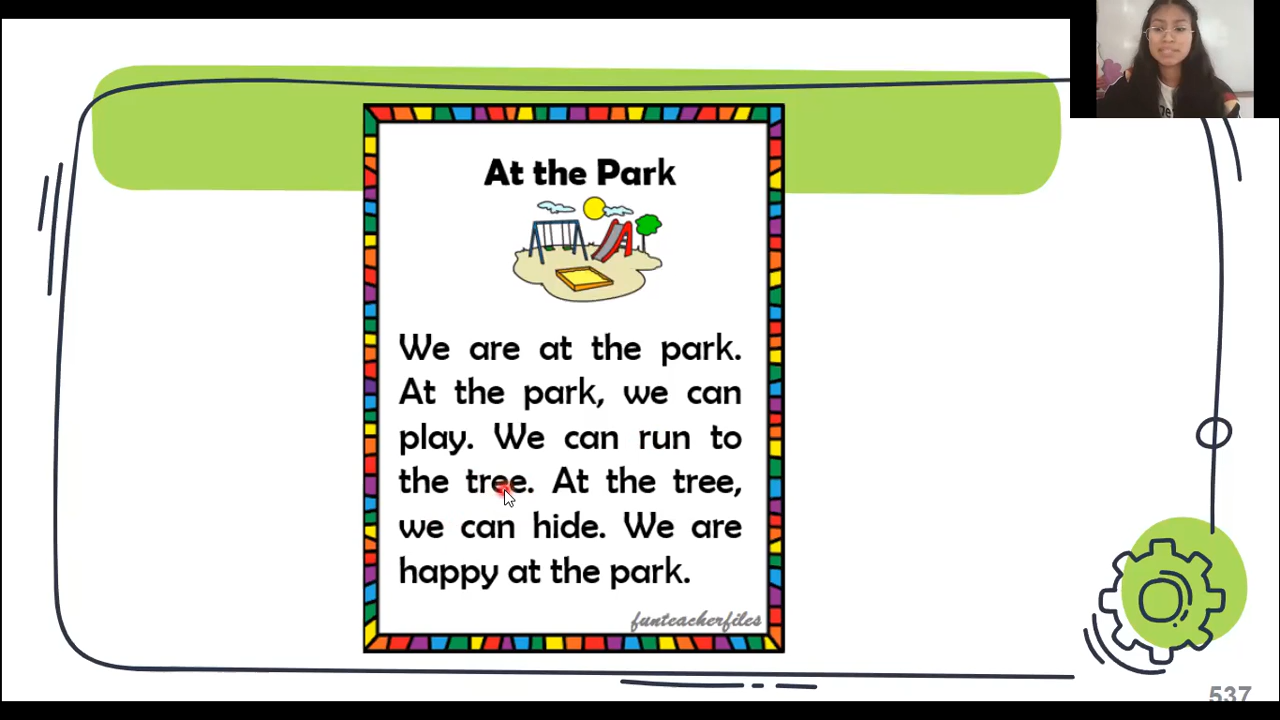 At the Park
We are at the park.
At the park, we can
play. We can run to
the tree. At the tree,
we can hide. We are
happy at the park.
funteacherfiles
537